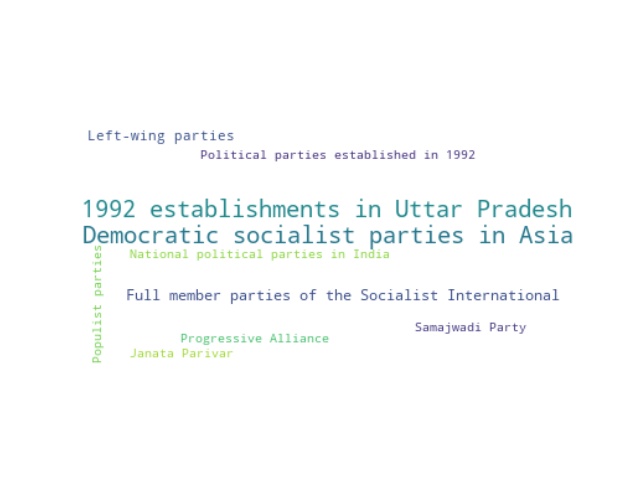 Left-wing parties
Political parties established in 1992
1992 establishments in Uttar Pradesh
Democratic socialist parties in Asia
National political parties in India
Populist parties
Full member parties of the Socialist International
Samajwadi Party
Progressive Alliance
Janata Parivar